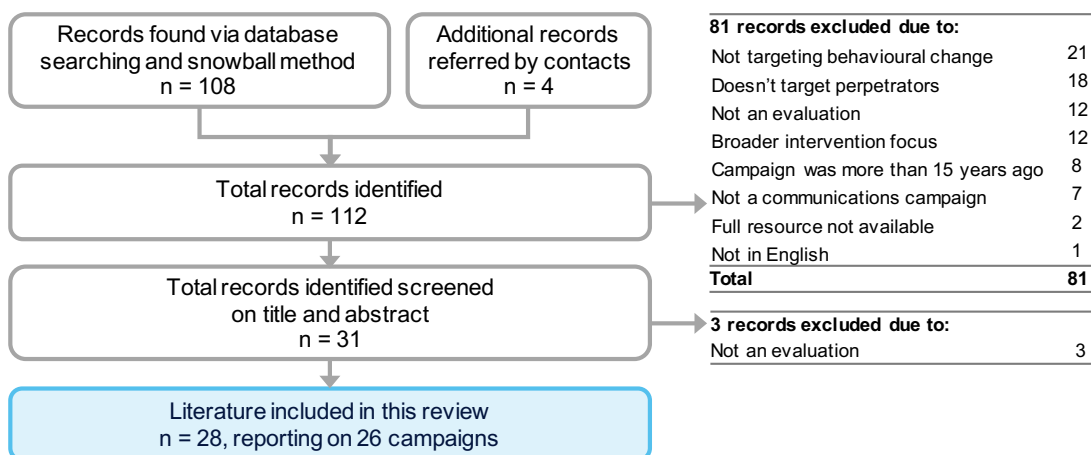 Records found via database
searching and snowball method
n = 108
Additional records
referred by contacts
n = 4
Total records identified
n = 112
Total records identified screened
on title and abstract
n = 31
Literature included in this review
n = 28, reporting on 26 campaigns
81 records excluded due to:
Not targeting behavioural change 21
Doesn't target perpetrators 18
Not an evaluation 12
Broader intervention focus 12
Campaign was more than 15 years ago 8
Not a communications campaign 7
Full resource not available 2
Not in English 1
Total 81
3 records excluded due to:
Not an evaluation 3